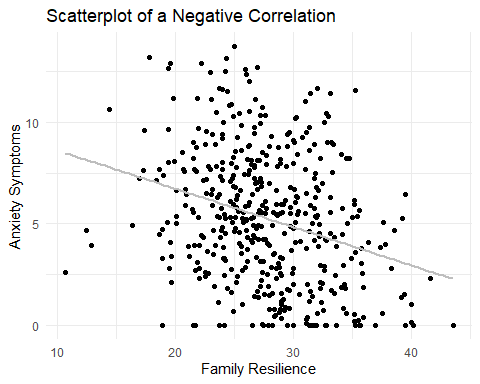 Scatterplot of a Negative Correlation
Anxiety Symptoms
10
5
0
10 20 30 40
Family Resilience